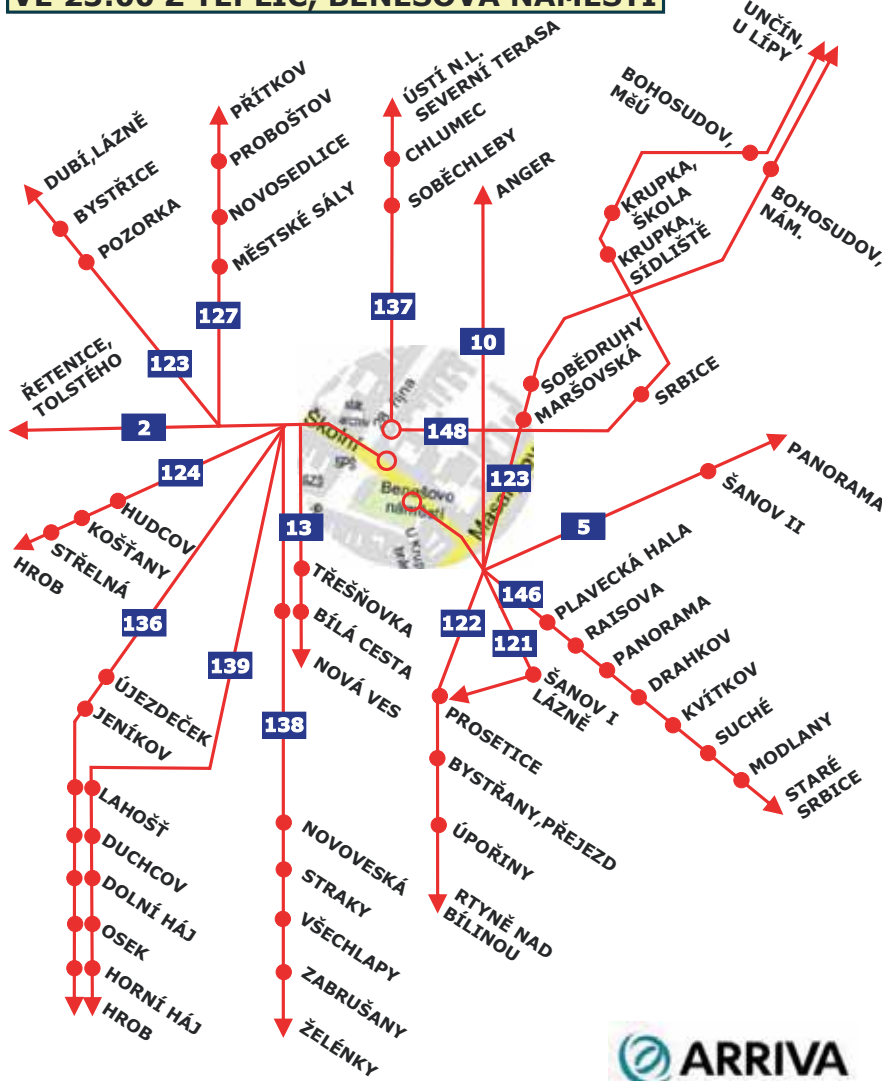 VE 23.00 Z TEPLIC, BENEŠOVA NÁMĚSTÍ
UNČÍN,
U LÍPY
BOHOSUDOV,
MěÚ
BOHOSUDOV,
NÁM.
KRUPKA,
ŠKOLA
KRUPKA,
SÍDLIŠTĚ
ÚSTÍ N.L.
SEVERNÍ TERASA
CHLUMEC
SOBĚCHLEBY
ANGER
PŘÍTKOV
PROBOŠTOV
NOVOSEDLICE
MĚSTSKÉ SÁLY
DUBÍ,LÁZNĚ
BYSTŘICE
POZORKA
127
137
10
123
ŘETENICE,
TOLSTÉHO
2
SOBĚDRUHY
MARŠOVSKÁ
SRBICE
148
Školní
Benešovo
náměstí
123
124
13
5
PANORAMA
ŠANOV II
HUDCOV
KOŠŤANY
STŘELNÁ
HROB
136
139
138
TŘEŠŇOVKA
BÍLÁ CESTA
NOVÁ VES
122
121
146
PLAVECKÁ HALA
RAISOVA
PANORAMA
DRAHKOV
KVÍTKOV
SUCHÉ
MODLANY
STARÉ
SRBICE
ŠANOV I
LÁZNĚ
ÚJEZDEČEK
JENÍKOV
LAHOŠŤ
DUCHCOV
DOLNÍ HÁJ
OSEK
HORNÍ HÁJ
HROB
NOVOVESKÁ
STRAKY
VŠECHLAPY
ZABRUŠANY
ŽELÉNKY
PROSETICE
BYSTŘANY,PŘEJEZD
ÚPOŘINY
RTYNĚ NAD
BÍLINOU
ARRIVA